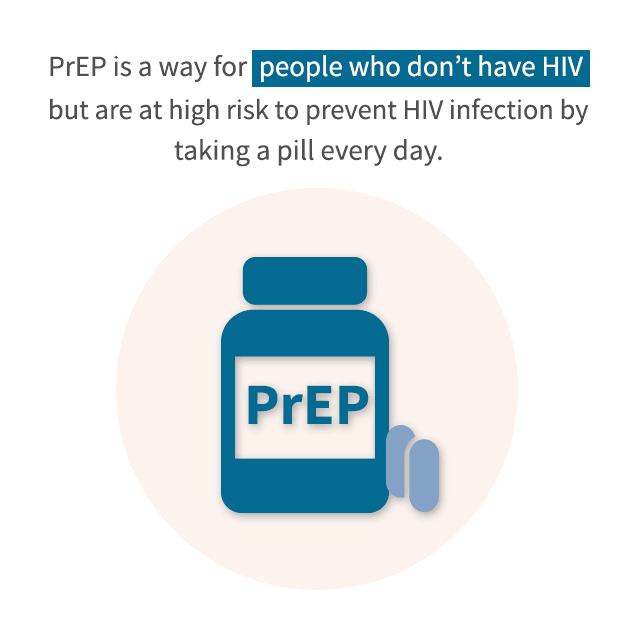 PrEP is a way for people who don’t have HIV
but are at high risk to prevent HIV infection by
taking a pill every day.
PrEP